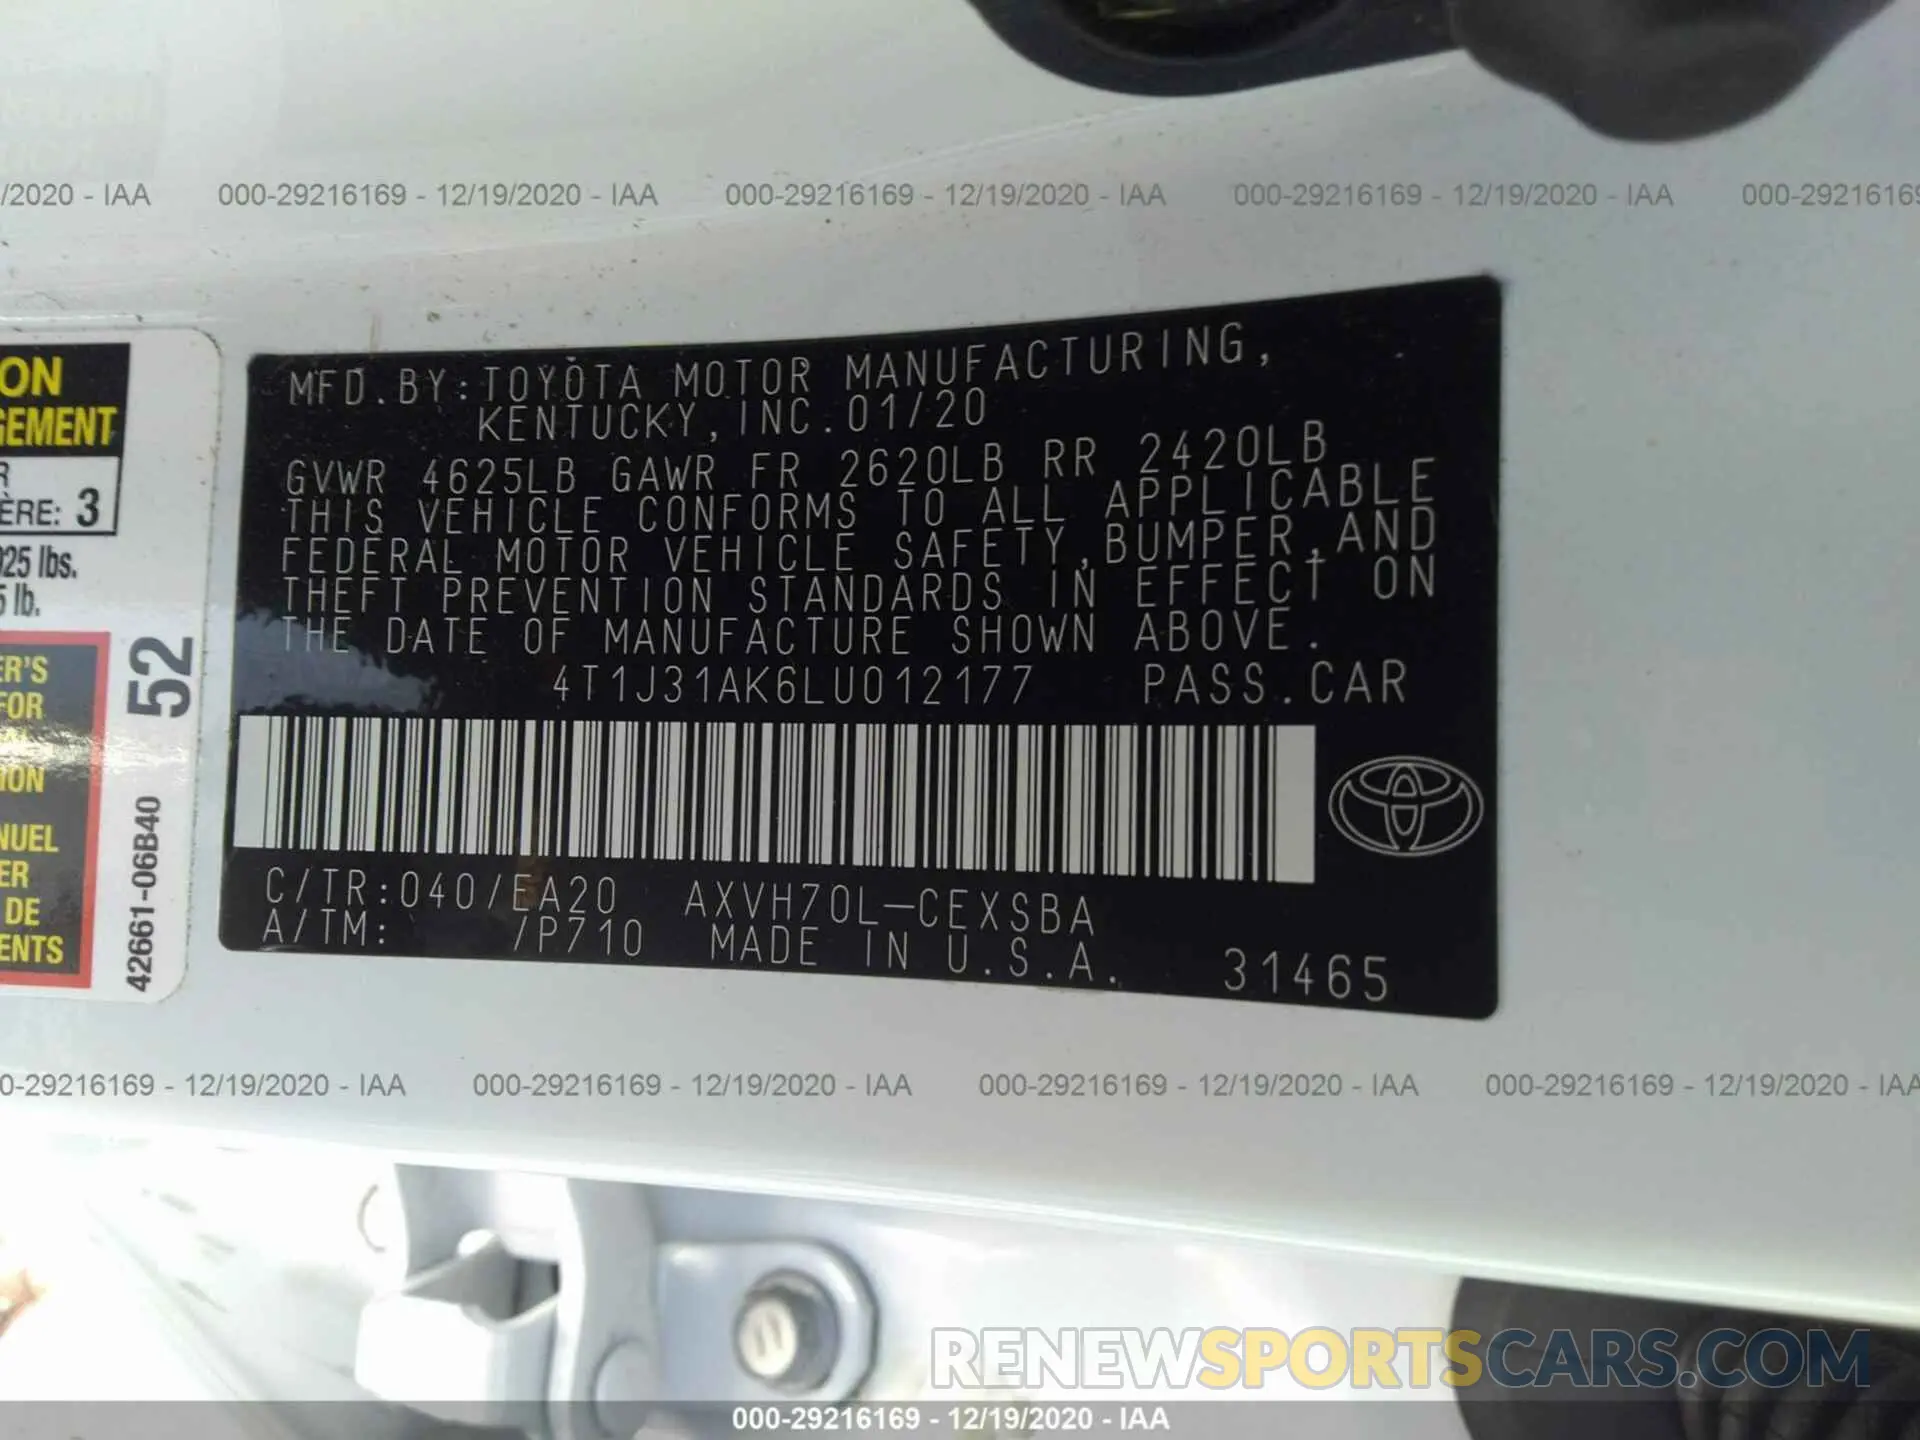 /2020 - IAA 000-29216169 - 12/19/2020 - IAA 000-29216169 - 12/19/2020 - IAA 000-29216169 - 12/19/2020 - IAA 000-29216169
MFD.BY:TOYOTA MOTOR MANUFACTURING,
KENTUCKY,INC.01/20
GVWR 4625LB GAWR FR 2620LB RR 2420LB
THIS VEHICLE CONFORMS TO ALL APPLICABLE
FEDERAL MOTOR VEHICLE SAFETY,BUMPER,AND
THEFT PREVENTION STANDARDS IN EFFECT ON
THE DATE OF MANUFACTURE SHOWN ABOVE.
4T1J31AK6LU012177 PASS.CAR
C/TR:040/EA20 AXVH70L-CEXSBA
A/TM: /P710 MADE IN U.S.A. 31465
ON
GEMENT
R
ÈRE: 3
925 lbs.
5 lb.
ER'S
FOR
ION
NUEL
ER
DE
ENTS
52
42661-06B40
0-29216169 - 12/19/2020 - IAA 000-29216169 - 12/19/2020 - IAA 000-29216169 - 12/19/2020 - IAA 000-29216169 - 12/19/2020 - IAA
RENEWSPORTSCARS.COM
000-29216169 - 12/19/2020 - IAA